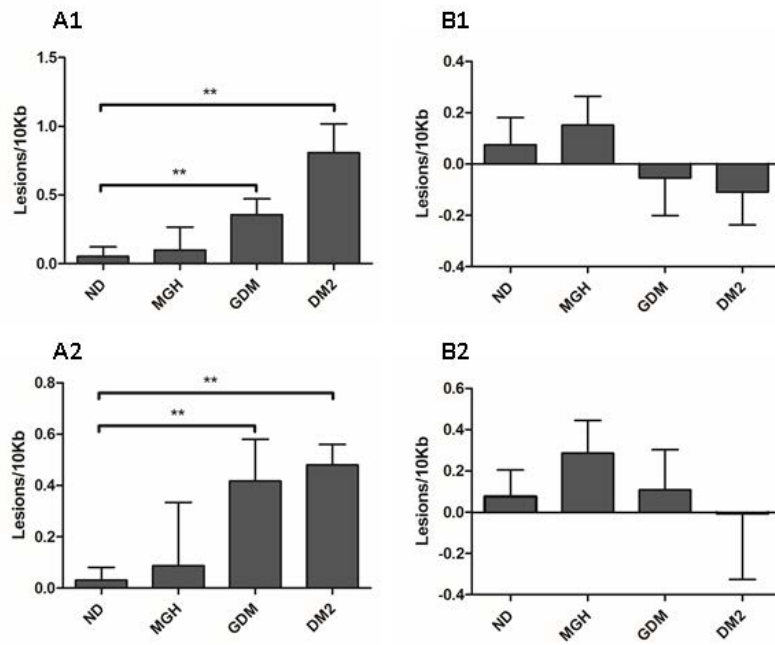 A1
Lesions/10Kb
1.5
1.0
0.5
0.0
**
**
ND
MGH
GDM
DM2
B1
Lesions/10Kb
0.4
0.2
0.0
-0.2
-0.4
ND
MGH
GDM
DM2
A2
Lesions/10Kb
0.8
0.6
0.4
0.2
0.0
**
**
ND
MGH
GDM
DM2
B2
Lesions/10Kb
0.6
0.4
0.2
0.0
-0.2
-0.4
ND
MGH
GDM
DM2